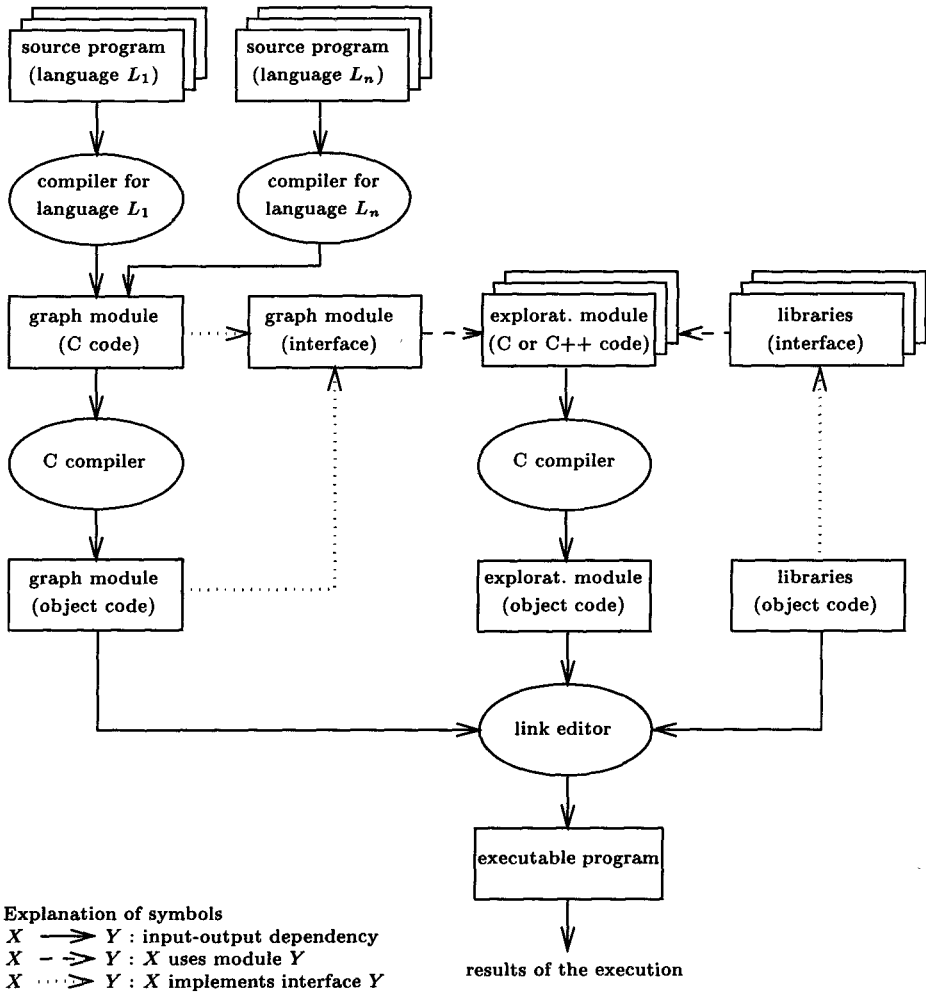 source program
(language L₁)
source program
(language Lₙ)
compiler for
language L₁
compiler for
language Lₙ
graph module
(C code)
graph module
(interface)
explorat. module
(C or C++ code)
libraries
(interface)
C compiler
C compiler
graph module
(object code)
explorat. module
(object code)
libraries
(object code)
link editor
executable program
results of the execution
Explanation of symbols
X → Y : input-output dependency
X --> Y : X uses module Y
X ····> Y : X implements interface Y